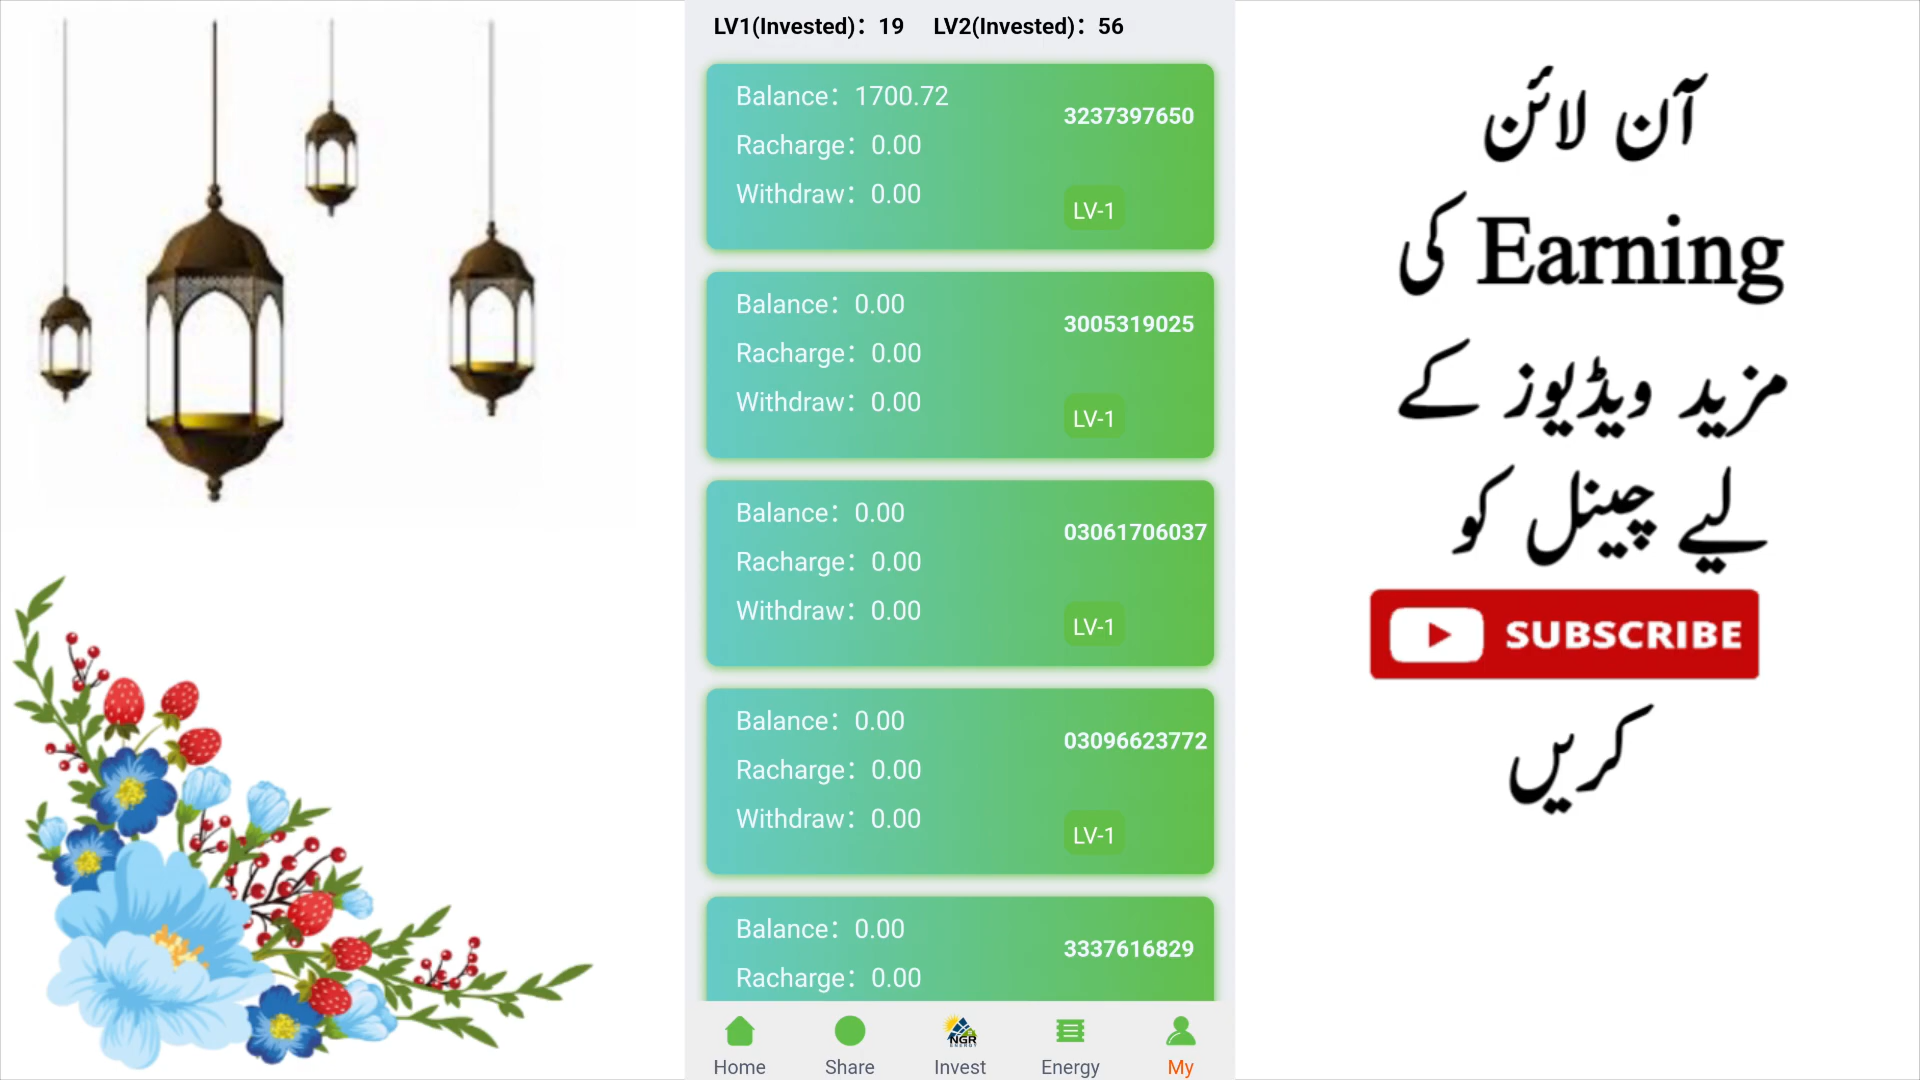 LV1(Invested)： 19 LV2(Invested)： 56
Balance： 1700.72
3237397650
Racharge： 0.00
Withdraw： 0.00
LV-1
Balance： 0.00
3005319025
Racharge： 0.00
Withdraw： 0.00
LV-1
Balance： 0.00
03061706037
Racharge： 0.00
Withdraw： 0.00
LV-1
Balance： 0.00
03096623772
Racharge： 0.00
Withdraw： 0.00
LV-1
Balance： 0.00
3337616829
Racharge： 0.00
NGR
ENERGY
Home Share Invest Energy My
آن لائن
Earning کی
مزید ویڈیوز کے
لیے چینل کو
SUBSCRIBE
کریں